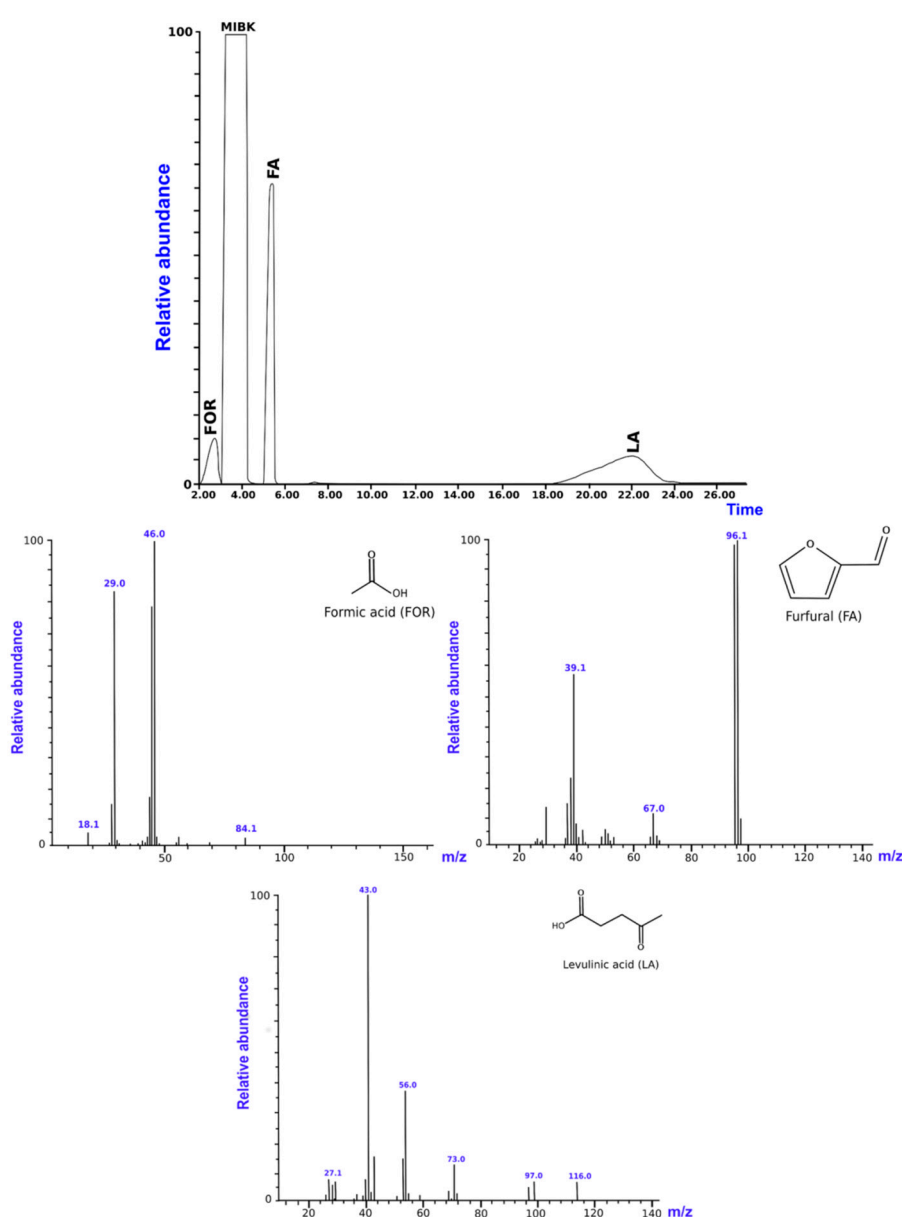 MIBK
100
FA
FOR
LA
Relative abundance
0
2.00 4.00 6.00 8.00 10.00 12.00 14.00 16.00 18.00 20.00 22.00 24.00 26.00
Time
100
46.0
29.0
18.1
84.1
0
50 100 150 m/z
Relative abundance
O
OH
Formic acid (FOR)
100
96.1
39.1
67.0
0
20 40 60 80 100 120 140 m/z
Relative abundance
O
O
Furfural (FA)
100
43.0
56.0
27.1
73.0
97.0
116.0
0
20 40 60 80 100 120 140 m/z
Relative abundance
O
HO
O
Levulinic acid (LA)